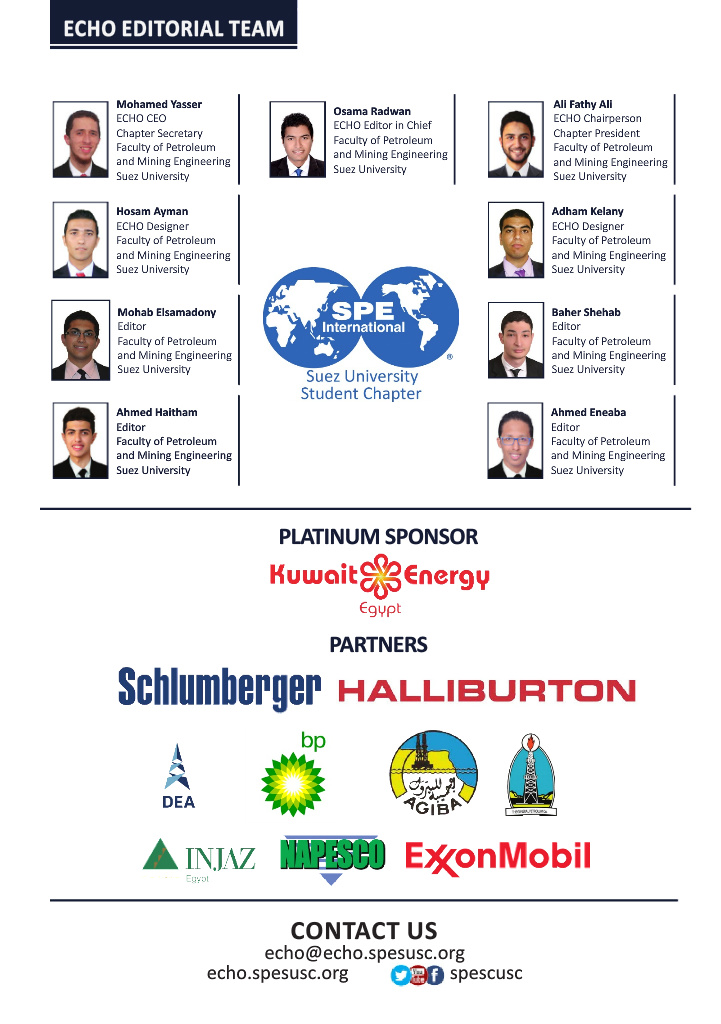 ECHO EDITORIAL TEAM
Mohamed Yasser
ECHO CEO
Chapter Secretary
Faculty of Petroleum
and Mining Engineering
Suez University
Osama Radwan
ECHO Editor in Chief
Faculty of Petroleum
and Mining Engineering
Suez University
Ali Fathy Ali
ECHO Chairperson
Chapter President
Faculty of Petroleum
and Mining Engineering
Suez University
Hosam Ayman
ECHO Designer
Faculty of Petroleum
and Mining Engineering
Suez University
Adham Kelany
ECHO Designer
Faculty of Petroleum
and Mining Engineering
Suez University
Mohab Elsamadony
Editor
Faculty of Petroleum
and Mining Engineering
Suez University
SPE
International
®
Suez University
Student Chapter
Baher Shehab
Editor
Faculty of Petroleum
and Mining Engineering
Suez University
Ahmed Haitham
Editor
Faculty of Petroleum
and Mining Engineering
Suez University
Ahmed Eneaba
Editor
Faculty of Petroleum
and Mining Engineering
Suez University
PLATINUM SPONSOR
Kuwait Energy
Egypt
PARTNERS
Schlumberger HALLIBURTON
DEA
bp
AGIBA
INJAZ
Egypt
NAPESCO
ExxonMobil
CONTACT US
echo@echo.spesusc.org
echo.spesusc.org
You
Tube
spescusc